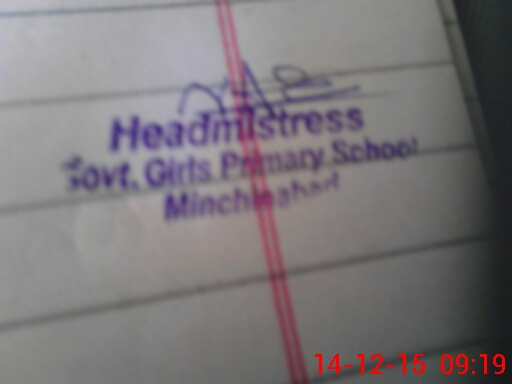 Headmistress
Govt. Girls Primary School
Minchinabad
14-12-15 09:19